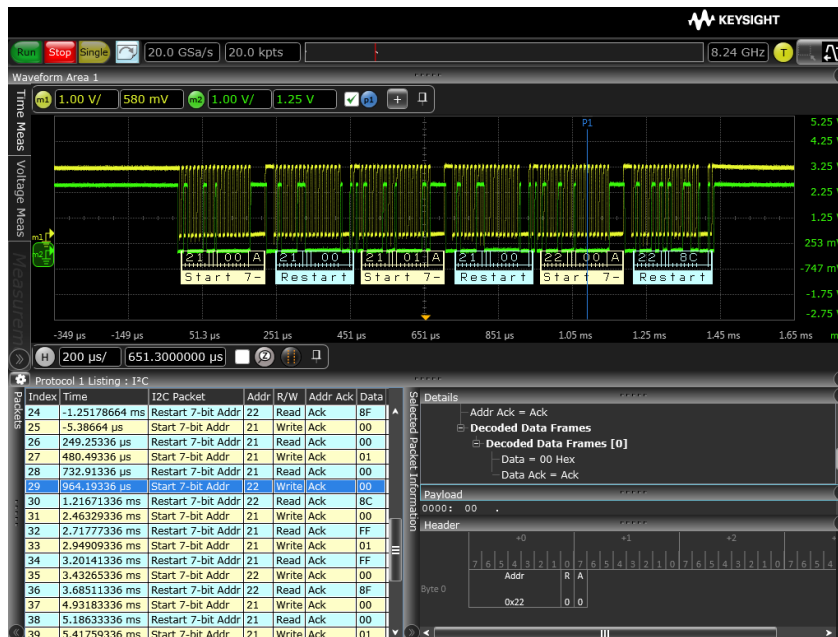 KEYSIGHT
Run Stop Single 20.0 GSa/s 20.0 kpts 8.24 GHz T
Waveform Area 1
Time Meas
Voltage Meas
Measurem
m1 1.00 V/ 580 mV m2 1.00 V/ 1.25 V p1 +
P1
5.25
4.25
3.25
2.25
1.25
253 m
-747 m
-1.75
-2.75
m1
m2
21 00 A 21 00 21 01 A 21 00 22 00 A 22 8C
Start 7- Restart Start 7- Restart Start 7- Restart
-349 µs -149 µs 51.3 µs 251 µs 451 µs 651 µs 851 µs 1.05 ms 1.25 ms 1.45 ms 1.65 ms
H 200 µs/ 651.3000000 µs Z
Protocol 1 Listing : I²C
Packets
Index Time I2C Packet Addr R/W Addr Ack Data
24 -1.25178664 ms Restart 7-bit Addr 22 Read Ack 8F
25 -5.38664 µs Start 7-bit Addr 21 Write Ack 00
26 249.25336 µs Restart 7-bit Addr 21 Read Ack 00
27 480.49336 µs Start 7-bit Addr 21 Write Ack 01
28 732.91336 µs Restart 7-bit Addr 21 Read Ack 00
29 964.19336 µs Start 7-bit Addr 22 Write Ack 00
30 1.21671336 ms Restart 7-bit Addr 22 Read Ack 8C
31 2.46329336 ms Start 7-bit Addr 21 Write Ack 00
32 2.71777336 ms Restart 7-bit Addr 21 Read Ack FF
33 2.94909336 ms Start 7-bit Addr 21 Write Ack 01
34 3.20141336 ms Restart 7-bit Addr 21 Read Ack FF
35 3.43265336 ms Start 7-bit Addr 22 Write Ack 00
36 3.68511336 ms Restart 7-bit Addr 22 Read Ack 8F
37 4.93183336 ms Start 7-bit Addr 21 Write Ack 00
38 5.18633336 ms Restart 7-bit Addr 21 Read Ack 00
39 5.41759336 ms Start 7-bit Addr 21 Write Ack 01
Selected Packet Information
Details
Addr Ack = Ack
Decoded Data Frames
Decoded Data Frames [0]
Data = 00 Hex
Data Ack = Ack
Payload
0000: 00 .
Header
+0 +1 +2
7 6 5 4 3 2 1 0 7 6 5 4 3 2 1 0 7 6 5 4 3 2 1 0 7 6 5 4
Addr R A
Byte 0
0x22 0 0